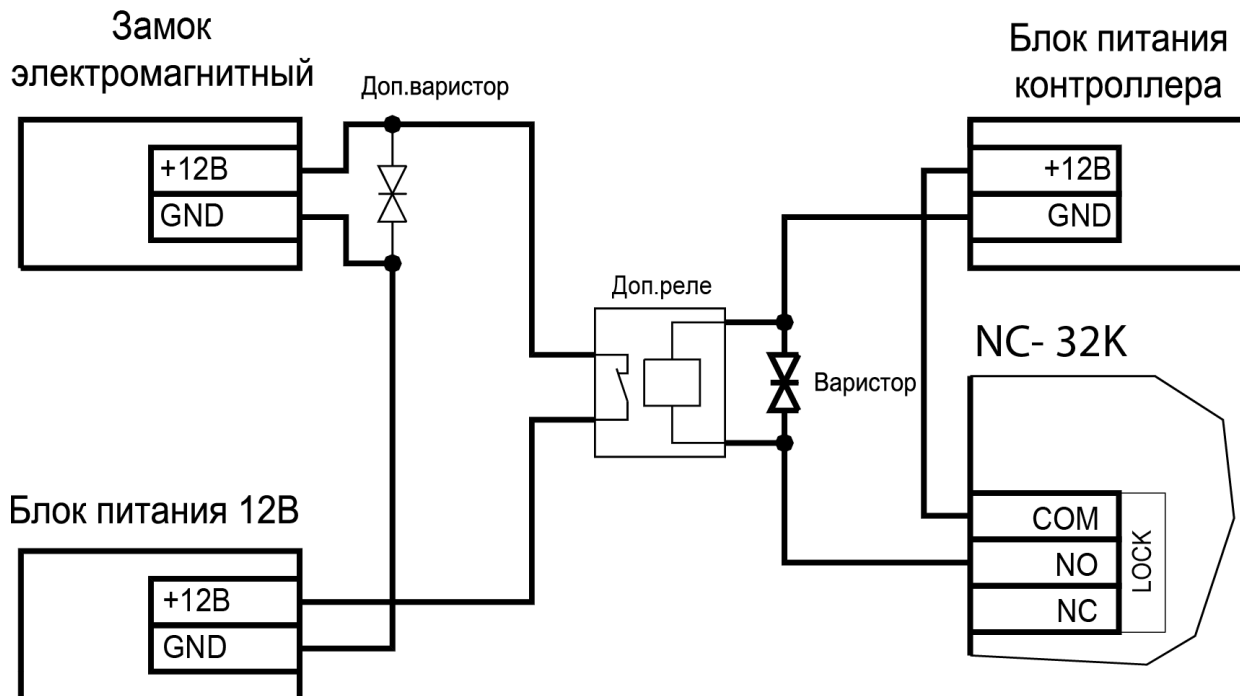 Замок
электромагнитный
Доп.варистор
+12В
GND
Блок питания
контроллера
+12В
GND
Доп.реле
Варистор
NC- 32K
COM
NO
NC
LOCK
Блок питания 12В
+12В
GND